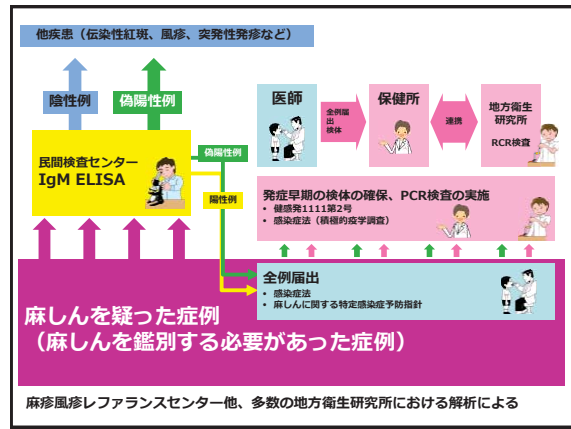 他疾患（伝染性紅斑、風疹、突発性発疹など）
陰性例
偽陽性例
医師
全例届
出
検体
保健所
連携
地方衛生
研究所
RCR検査
民間検査センター
IgM ELISA
偽陽性例
陽性例
発症早期の検体の確保、PCR検査の実施
• 健感発1111第2号
• 感染症法（積極的疫学調査）
全例届出
• 感染症法
• 麻しんに関する特定感染症予防指針
麻しんを疑った症例
（麻しんを鑑別する必要があった症例）
麻疹風疹レファランスセンター他、多数の地方衛生研究所における解析による